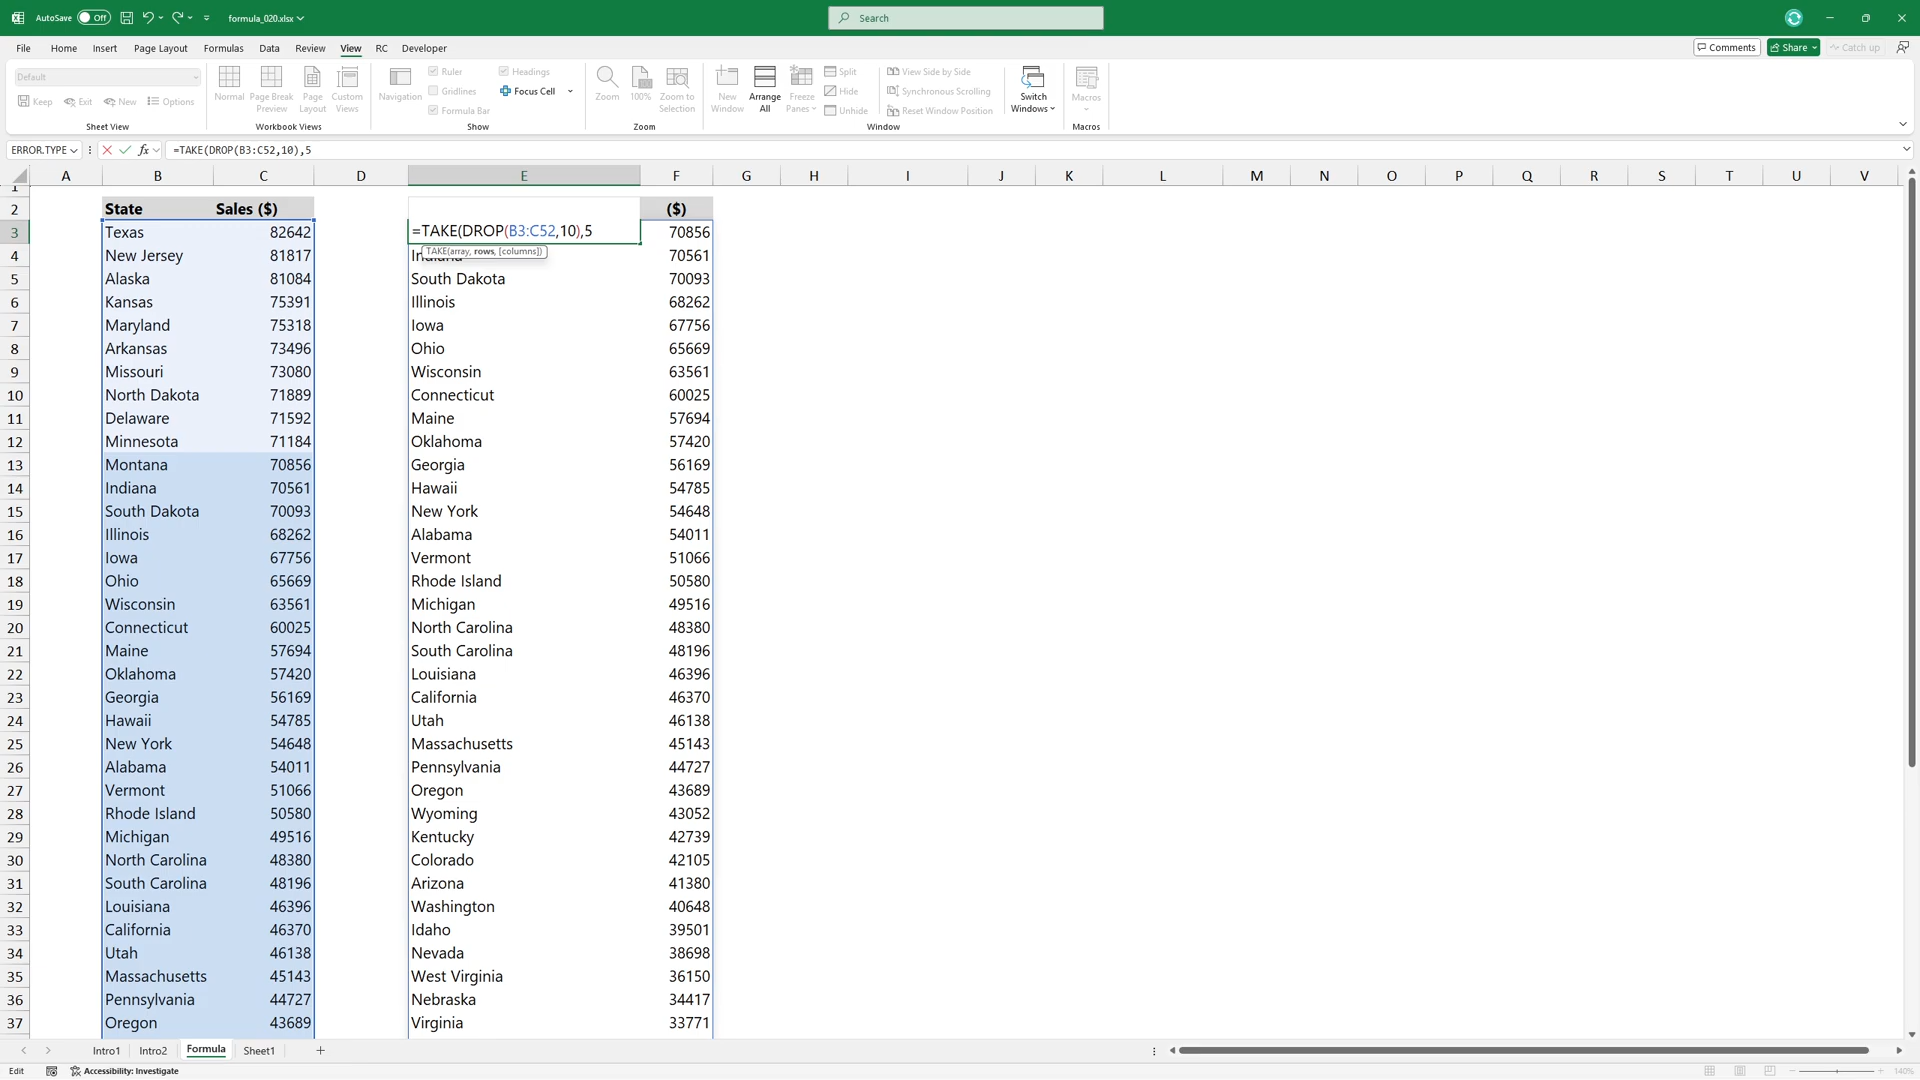 AutoSave Off formula_020.xlsx Search
File Home Insert Page Layout Formulas Data Review View RC Developer Comments Share Catch up
Default
Keep Exit New Options
Sheet View
Normal Page Break Preview Page Layout Custom Views
Workbook Views
Navigation Ruler Gridlines Formula Bar Headings Focus Cell
Show
Zoom 100% Zoom to Selection
Zoom
New Window Arrange All Freeze Panes Split Hide Unhide View Side by Side Synchronous Scrolling Reset Window Position Switch Windows
Window
Macros
Macros
ERROR.TYPE fx =TAKE(DROP(B3:C52,10),5
A B C D E F G H I J K L M N O P Q R S T U V
1
2 State Sales ($) ($)
3 Texas 82642 =TAKE(DROP(B3:C52,10),5 70856
TAKE(array, rows, [columns])
4 New Jersey 81817 Indiana 70561
5 Alaska 81084 South Dakota 70093
6 Kansas 75391 Illinois 68262
7 Maryland 75318 Iowa 67756
8 Arkansas 73496 Ohio 65669
9 Missouri 73080 Wisconsin 63561
10 North Dakota 71889 Connecticut 60025
11 Delaware 71592 Maine 57694
12 Minnesota 71184 Oklahoma 57420
13 Montana 70856 Georgia 56169
14 Indiana 70561 Hawaii 54785
15 South Dakota 70093 New York 54648
16 Illinois 68262 Alabama 54011
17 Iowa 67756 Vermont 51066
18 Ohio 65669 Rhode Island 50580
19 Wisconsin 63561 Michigan 49516
20 Connecticut 60025 North Carolina 48380
21 Maine 57694 South Carolina 48196
22 Oklahoma 57420 Louisiana 46396
23 Georgia 56169 California 46370
24 Hawaii 54785 Utah 46138
25 New York 54648 Massachusetts 45143
26 Alabama 54011 Pennsylvania 44727
27 Vermont 51066 Oregon 43689
28 Rhode Island 50580 Wyoming 43052
29 Michigan 49516 Kentucky 42739
30 North Carolina 48380 Colorado 42105
31 South Carolina 48196 Arizona 41380
32 Louisiana 46396 Washington 40648
33 California 46370 Idaho 39501
34 Utah 46138 Nevada 38698
35 Massachusetts 45143 West Virginia 36150
36 Pennsylvania 44727 Nebraska 34417
37 Oregon 43689 Virginia 33771
Intro1 Intro2 Formula Sheet1
Edit Accessibility: Investigate 140%